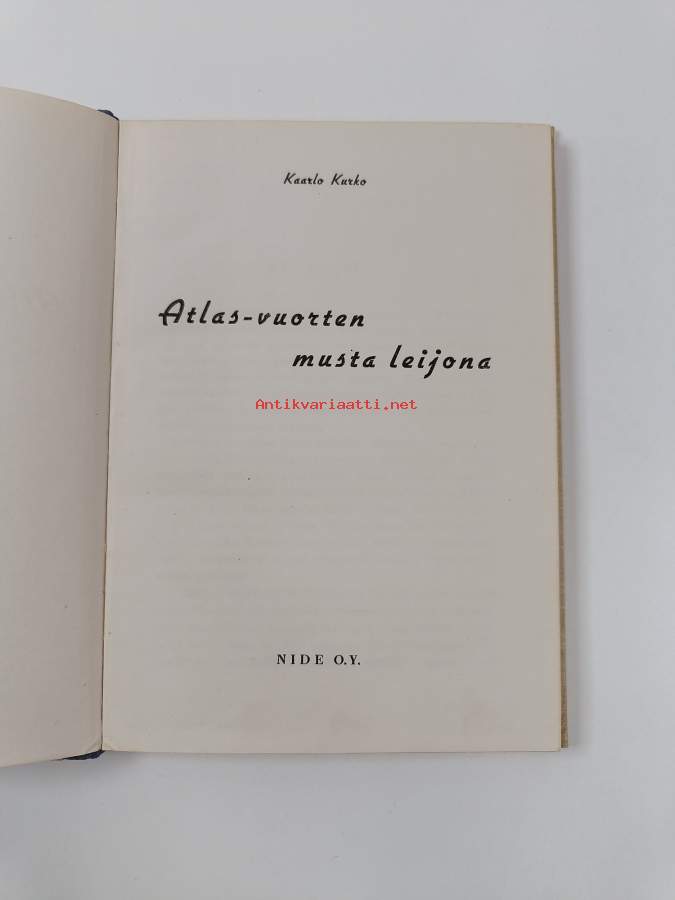 Kaarlo Kurko
Atlas-vuorten
musta leijona
Antikvariaatti.net
NIDE O.Y.